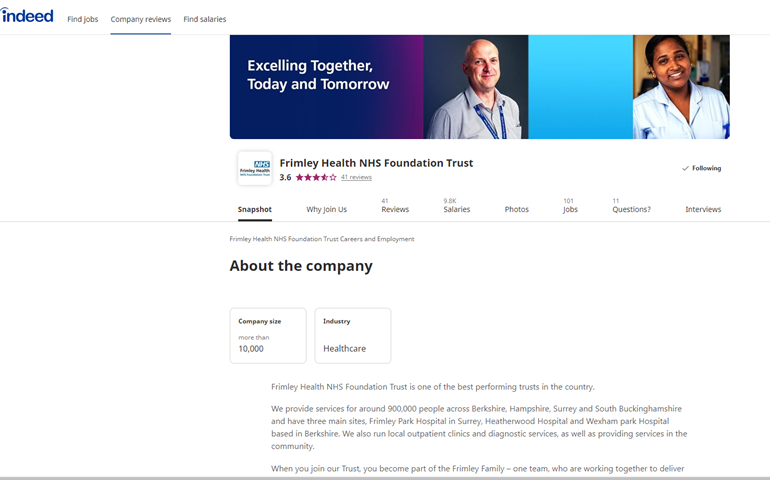 indeed
Find jobs
Company reviews
Find salaries
Excelling Together,
Today and Tomorrow
NHS
Frimley Health
NHS Foundation Trust
Frimley Health NHS Foundation Trust
3.6
41 reviews
Following
Snapshot
Why Join Us
41
Reviews
9.8K
Salaries
Photos
101
Jobs
11
Questions?
Interviews
Frimley Health NHS Foundation Trust Careers and Employment
About the company
Company size
more than
10,000
Industry
Healthcare
Frimley Health NHS Foundation Trust is one of the best performing trusts in the country.
We provide services for around 900,000 people across Berkshire, Hampshire, Surrey and South Buckinghamshire
and have three main sites, Frimley Park Hospital in Surrey, Heatherwood Hospital and Wexham park Hospital
based in Berkshire. We also run local outpatient clinics and diagnostic services, as well as providing services in the
community.
When you join our Trust, you become part of the Frimley Family – one team, who are working together to deliver